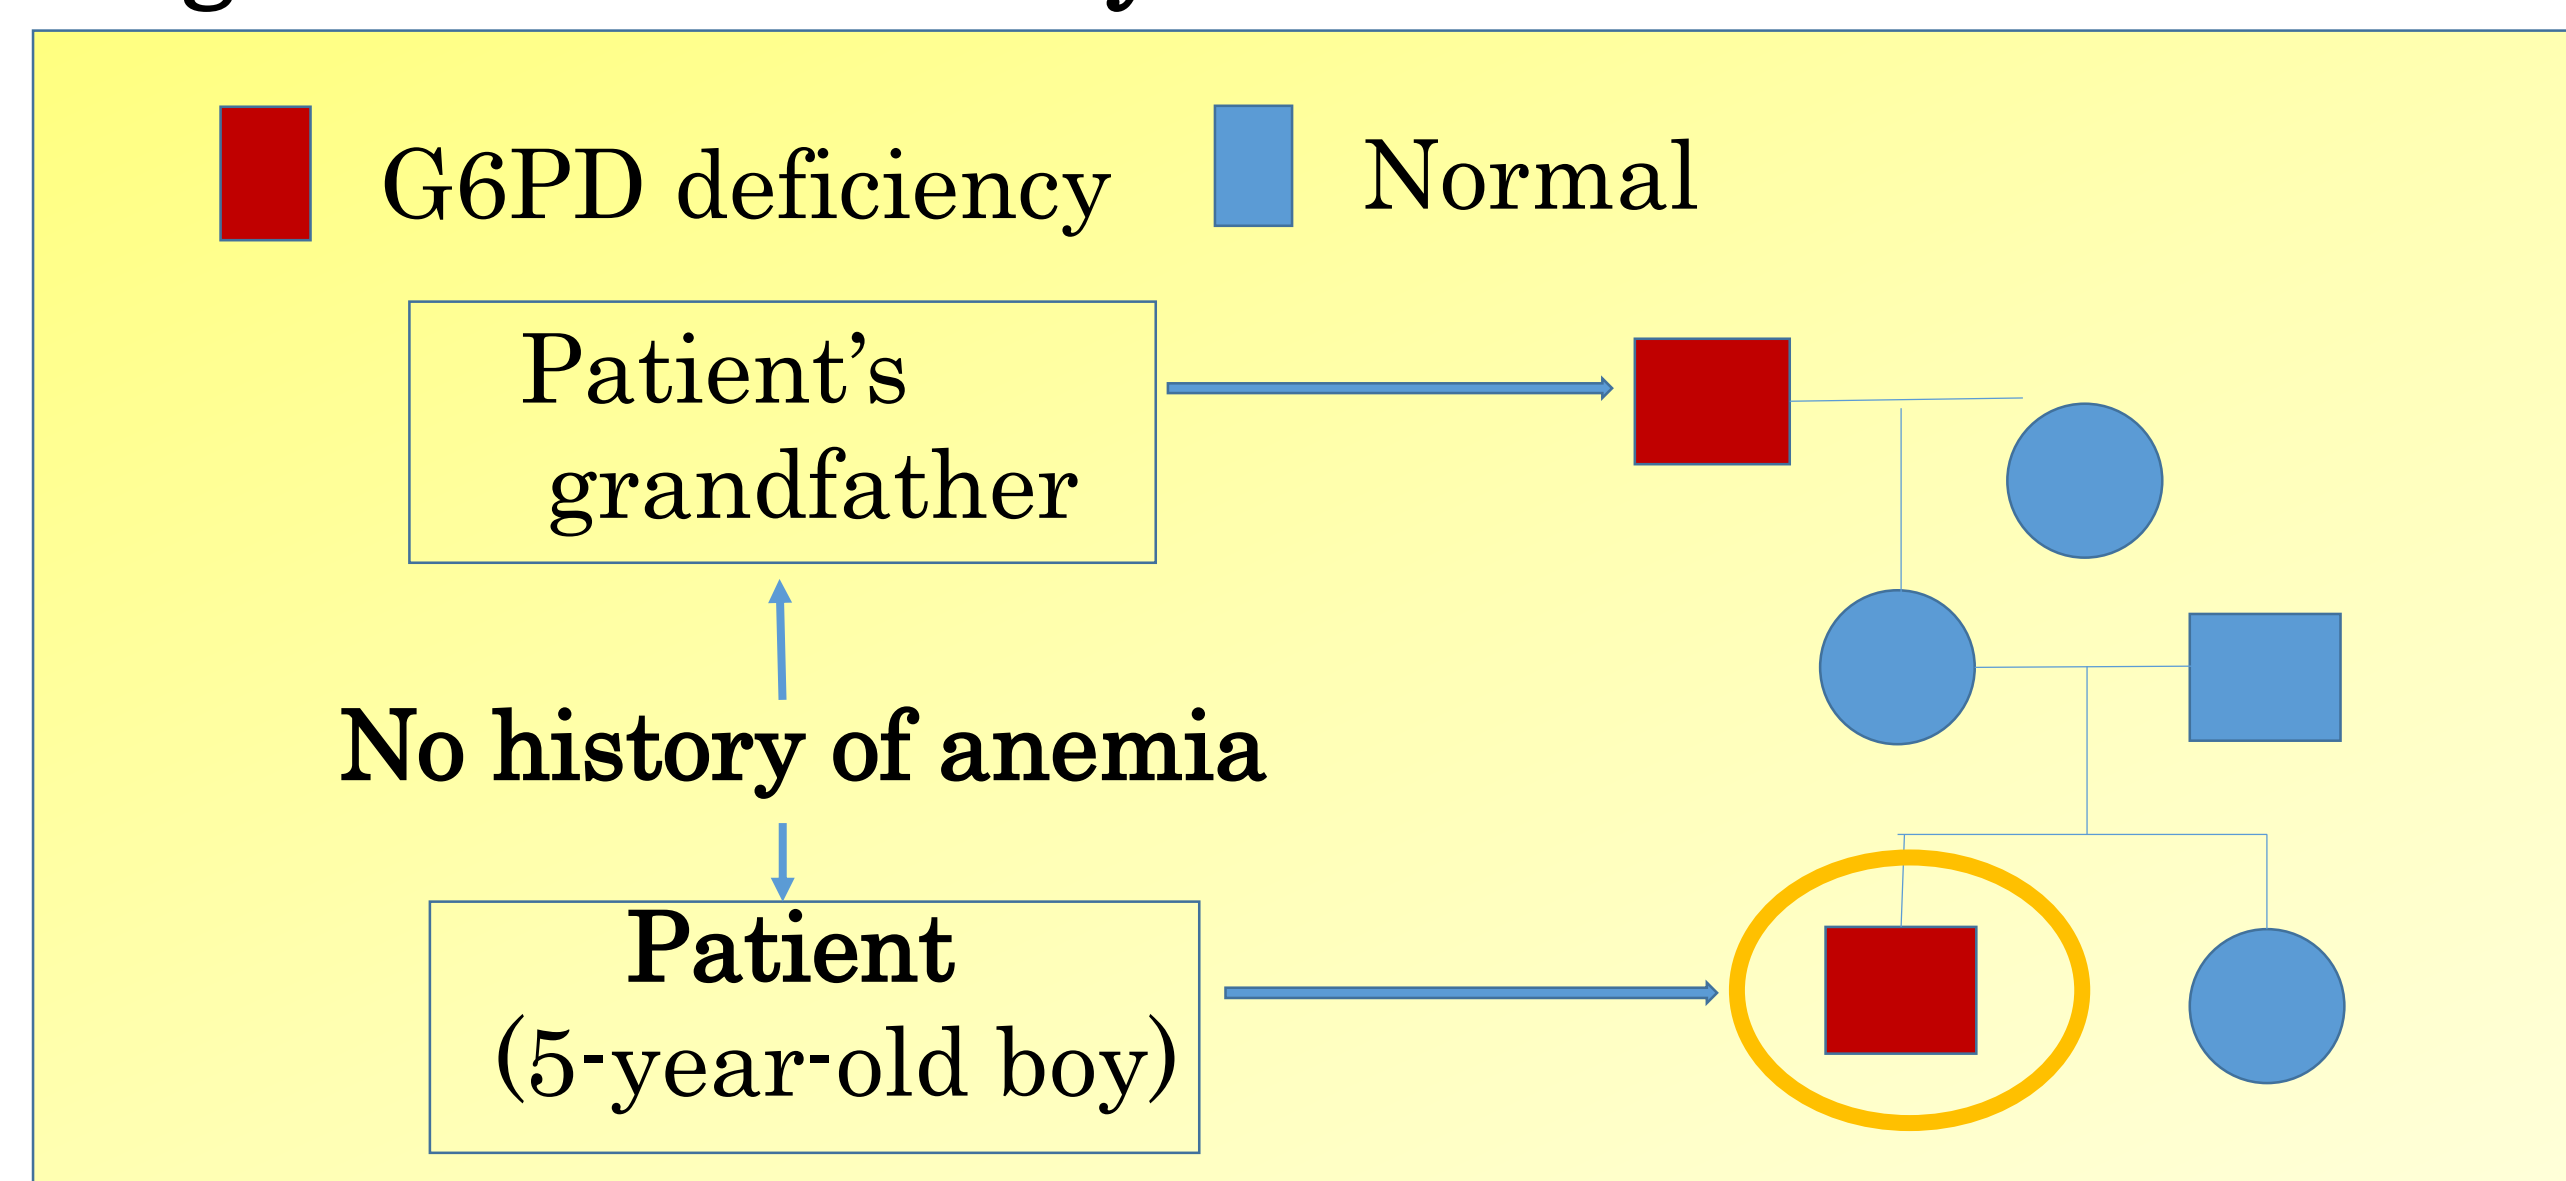 G6PD deficiency
Normal
Patient’s
grandfather
No history of anemia
Patient
(5-year-old boy)